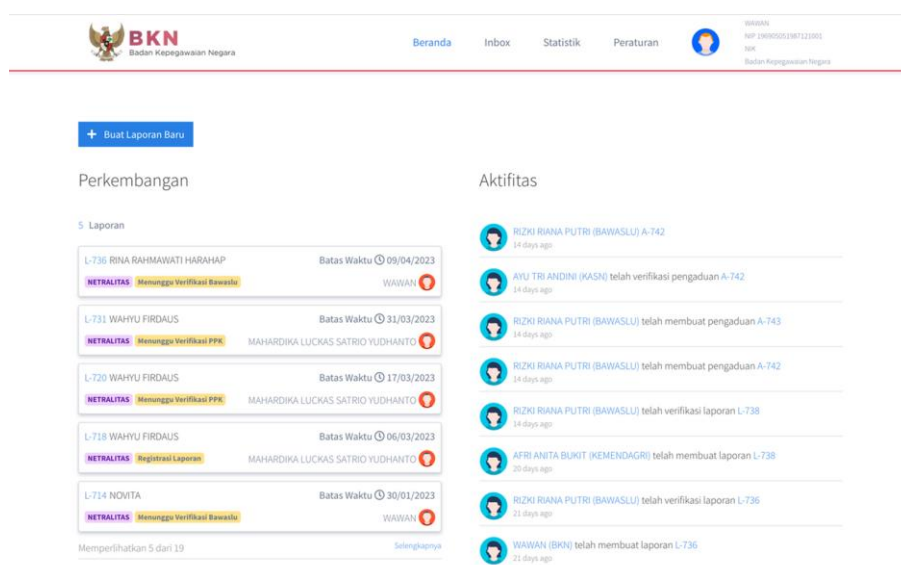 BKN
Badan Kepegawaian Negara
Beranda
Inbox
Statistik
Peraturan
WAWAN
NIP 196905051987121001
Badan Kepegawaian Negara
+ Buat Laporan Baru
Perkembangan
5 Laporan
L-736 RINA RAHMAWATI HARAHAP Batas Waktu 09/04/2023
NETRALITAS Menunggu Verifikasi Bawaslu WAWAN
L-731 WAHYU FIRDAUS Batas Waktu 31/03/2023
NETRALITAS Menunggu Verifikasi PPK MAHARDIKA LUCKAS SATRIO YUDHANTO
L-720 WAHYU FIRDAUS Batas Waktu 17/03/2023
NETRALITAS Menunggu Verifikasi PPK MAHARDIKA LUCKAS SATRIO YUDHANTO
L-718 WAHYU FIRDAUS Batas Waktu 06/03/2023
NETRALITAS Registrasi Laporan MAHARDIKA LUCKAS SATRIO YUDHANTO
L-714 NOVITA Batas Waktu 30/01/2023
NETRALITAS Menunggu Verifikasi Bawaslu WAWAN
Memperlihatkan 5 dari 19 Selengkapnya
Aktifitas
RIZKI RIANA PUTRI (BAWASLU) A-742
14 days ago
AYU TRI ANDINI (KASN) telah verifikasi pengaduan A-742
14 days ago
RIZKI RIANA PUTRI (BAWASLU) telah membuat pengaduan A-743
14 days ago
RIZKI RIANA PUTRI (BAWASLU) telah membuat pengaduan A-742
14 days ago
RIZKI RIANA PUTRI (BAWASLU) telah verifikasi laporan L-738
14 days ago
AFRI ANITA BUKIT (KEMENDAGRI) telah membuat laporan L-738
20 days ago
RIZKI RIANA PUTRI (BAWASLU) telah verifikasi laporan L-736
21 days ago
WAWAN (BKN) telah membuat laporan L-736
21 days ago